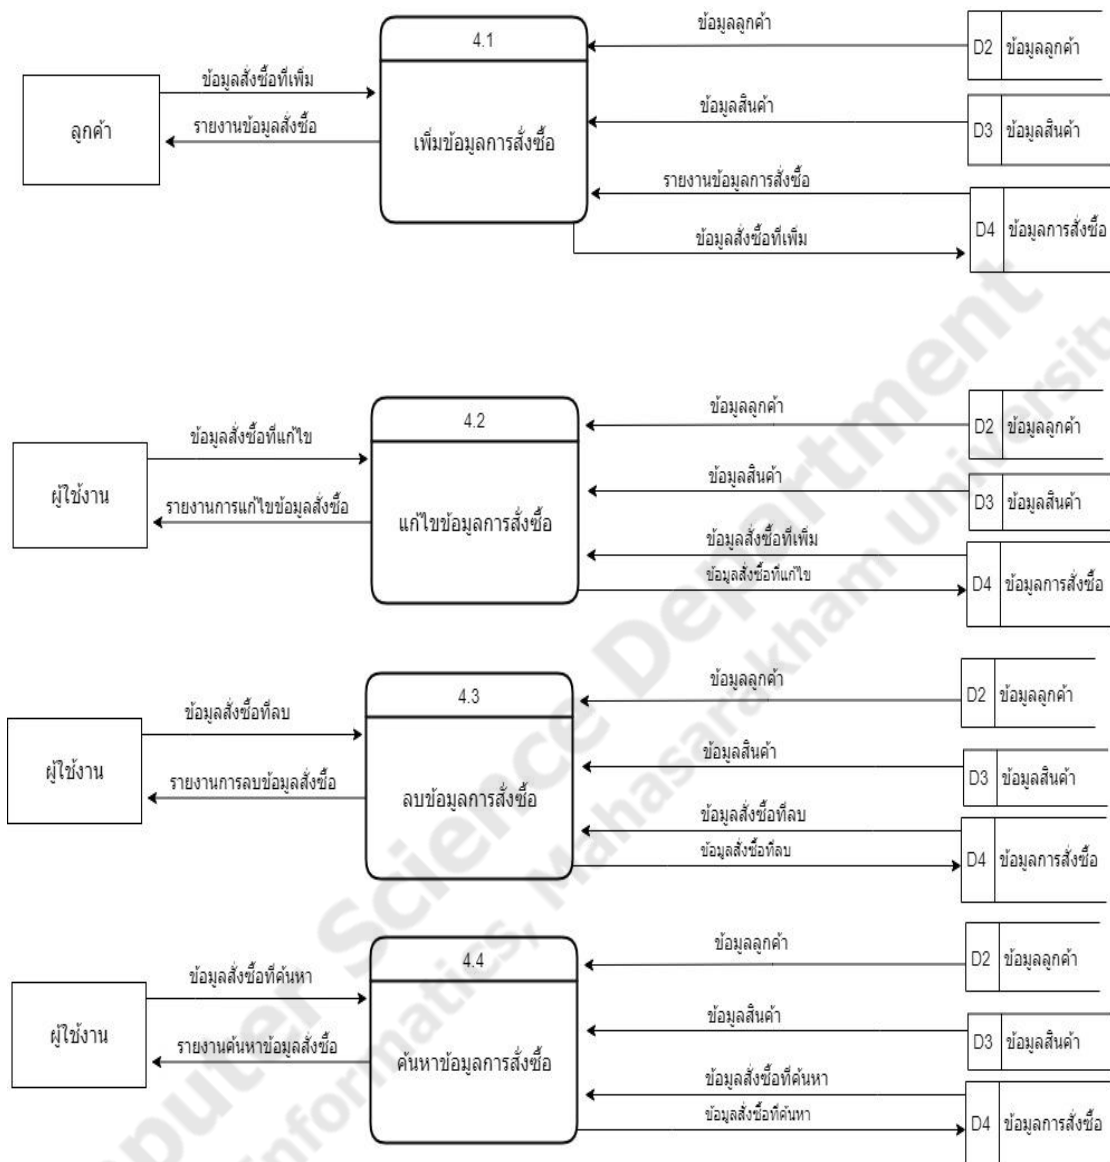 4.1
ข้อมูลลูกค้า
D2 ข้อมูลลูกค้า
ข้อมูลสั่งซื้อที่เพิ่ม
ลูกค้า
รายงานข้อมูลสั่งซื้อ
เพิ่มข้อมูลการสั่งซื้อ
ข้อมูลสินค้า
D3 ข้อมูลสินค้า
รายงานข้อมูลการสั่งซื้อ
ข้อมูลสั่งซื้อที่เพิ่ม
D4 ข้อมูลการสั่งซื้อ
4.2
ข้อมูลลูกค้า
D2 ข้อมูลลูกค้า
ข้อมูลสั่งซื้อที่แก้ไข
ผู้ใช้งาน
รายงานการแก้ไขข้อมูลสั่งซื้อ
แก้ไขข้อมูลการสั่งซื้อ
ข้อมูลสินค้า
D3 ข้อมูลสินค้า
ข้อมูลสั่งซื้อที่เพิ่ม
ข้อมูลสั่งซื้อที่แก้ไข
D4 ข้อมูลการสั่งซื้อ
4.3
ข้อมูลลูกค้า
D2 ข้อมูลลูกค้า
ข้อมูลสั่งซื้อที่ลบ
ผู้ใช้งาน
รายงานการลบข้อมูลสั่งซื้อ
ลบข้อมูลการสั่งซื้อ
ข้อมูลสินค้า
D3 ข้อมูลสินค้า
ข้อมูลสั่งซื้อที่ลบ
ข้อมูลสั่งซื้อที่ลบ
D4 ข้อมูลการสั่งซื้อ
4.4
ข้อมูลลูกค้า
D2 ข้อมูลลูกค้า
ข้อมูลสั่งซื้อที่ค้นหา
ผู้ใช้งาน
รายงานค้นหาข้อมูลสั่งซื้อ
ค้นหาข้อมูลการสั่งซื้อ
ข้อมูลสินค้า
D3 ข้อมูลสินค้า
ข้อมูลสั่งซื้อที่ค้นหา
ข้อมูลสั่งซื้อที่ค้นหา
D4 ข้อมูลการสั่งซื้อ
Science Department
Informatics, Mahasarakham University